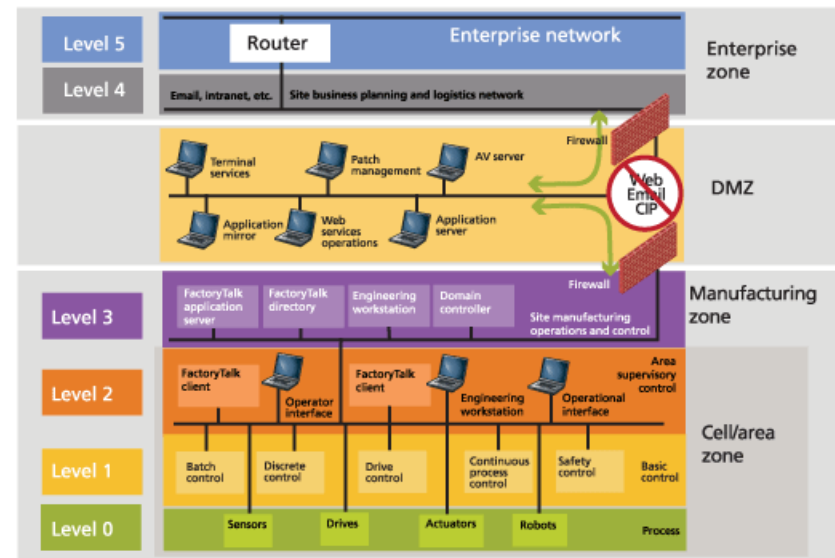 Level 5
Router
Enterprise network
Enterprise
zone
Level 4
Email, intranet, etc.
Site business planning and logistics network
Firewall
Terminal
services
Patch
management
AV server
Web
Email
CIP
DMZ
Application
mirror
Web
services
operations
Application
server
Firewall
Manufacturing
zone
Level 3
FactoryTalk
application
server
FactoryTalk
directory
Engineering
workstation
Domain
controller
Site manufacturing
operations and control
Level 2
FactoryTalk
client
Operator
interface
FactoryTalk
client
Engineering
workstation
Operational
interface
Area
supervisory
control
Cell/area
zone
Level 1
Batch
control
Discrete
control
Drive
control
Continuous
process
control
Safety
control
Basic
control
Level 0
Sensors
Drives
Actuators
Robots
Process